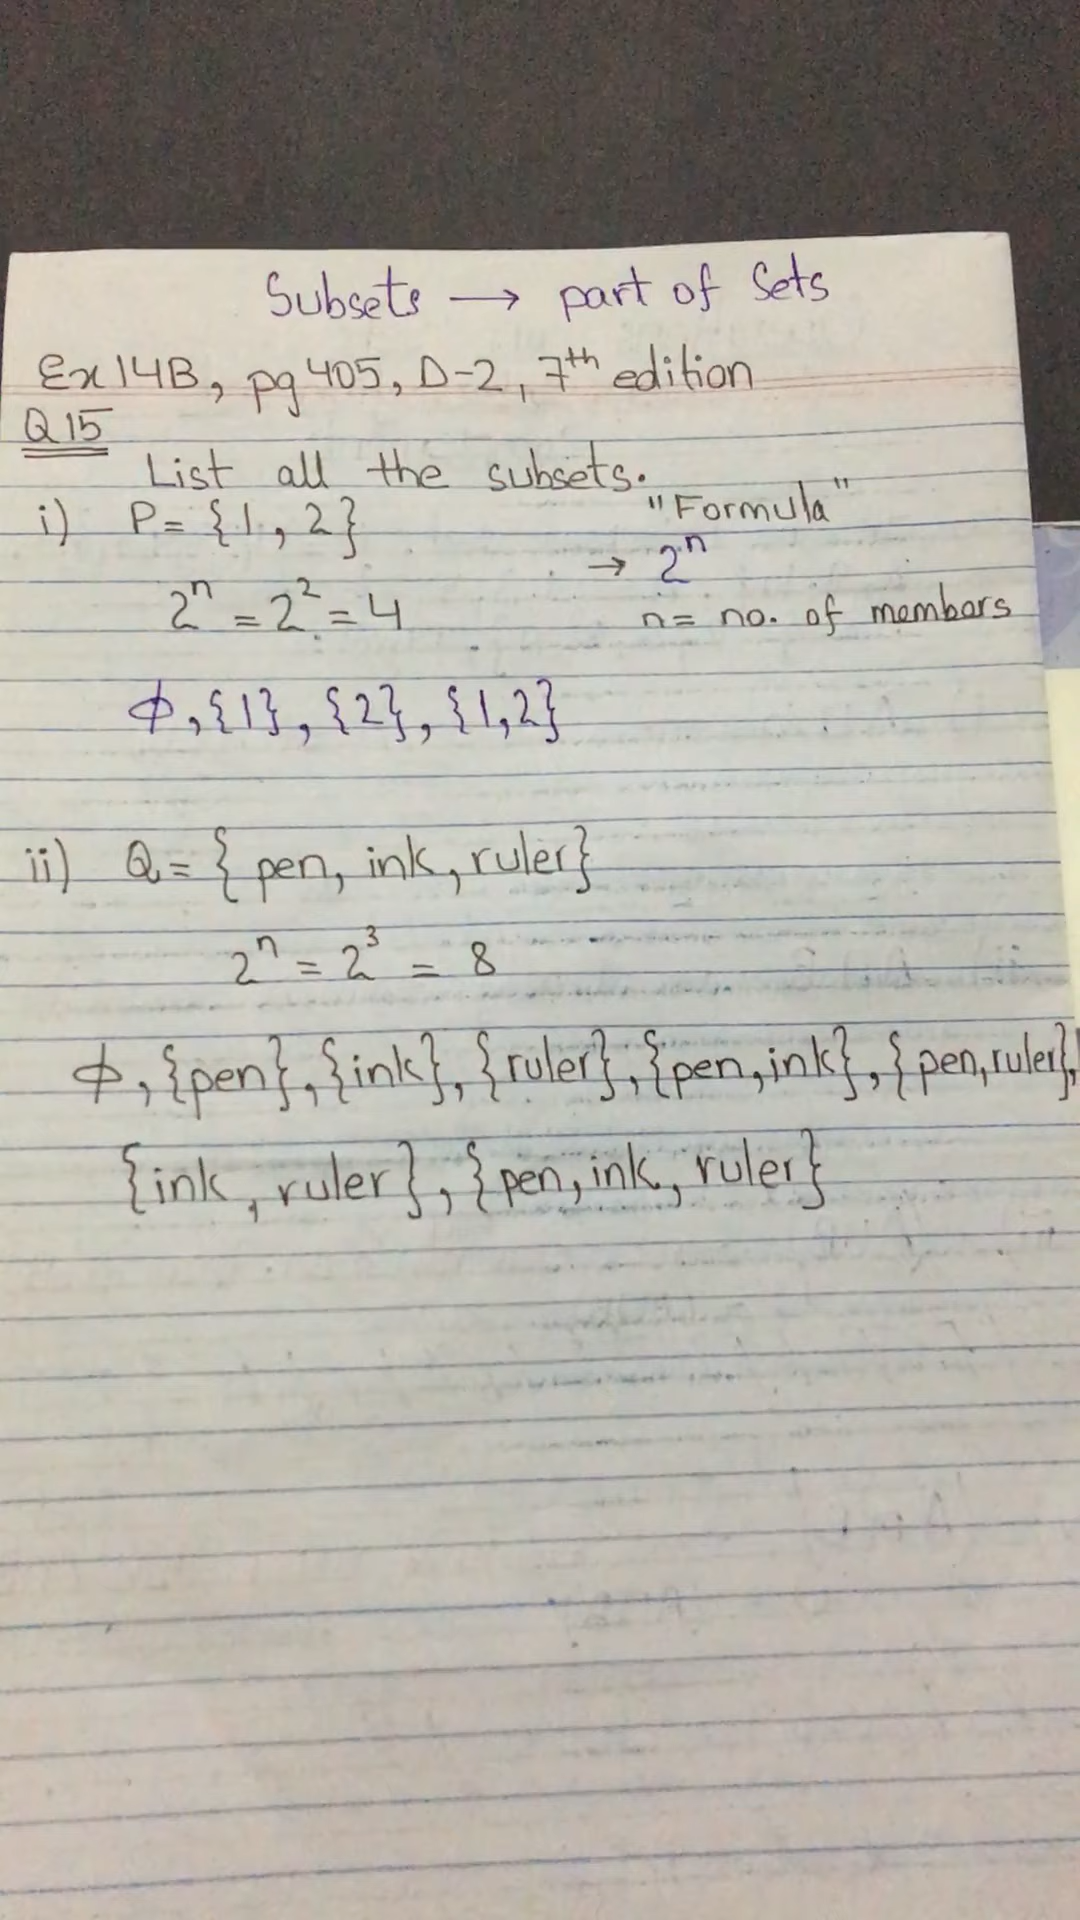 Subsets → part of Sets
Ex 14B, pg 405, D-2, 7th edition
Q15
List all the subsets.
i) P = {1, 2}
"Formula"
2ⁿ = 2² = 4
→ 2ⁿ
n = no. of members
ϕ, {1}, {2}, {1,2}
ii) Q = { pen, ink, ruler}
2ⁿ = 2³ = 8
ϕ, {pen}, {ink}, {ruler}, {pen, ink}, { pen, ruler},
{ink, ruler}, {pen, ink, ruler}